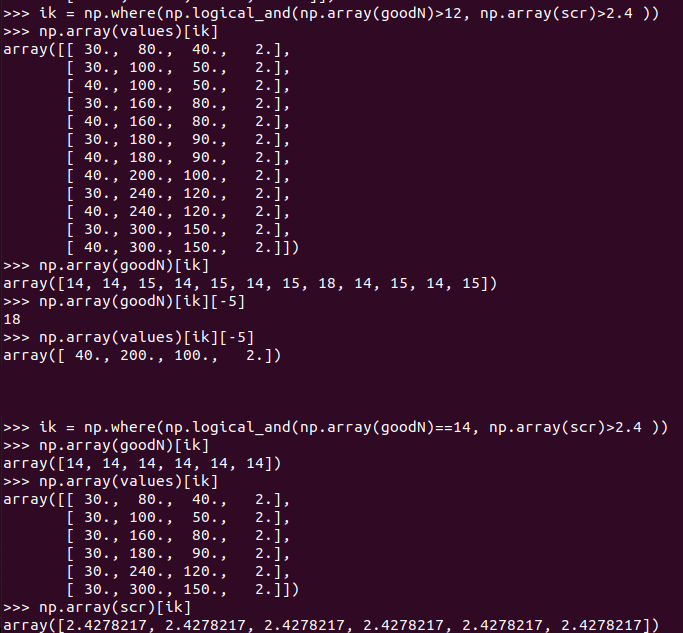 >>> ik = np.where(np.logical_and(np.array(goodN)>12, np.array(scr)>2.4 ))
>>> np.array(values)[ik]
array([[ 30.,  80.,  40.,   2.],
       [ 30., 100.,  50.,   2.],
       [ 40., 100.,  50.,   2.],
       [ 30., 160.,  80.,   2.],
       [ 40., 160.,  80.,   2.],
       [ 30., 180.,  90.,   2.],
       [ 40., 180.,  90.,   2.],
       [ 40., 200., 100.,   2.],
       [ 30., 240., 120.,   2.],
       [ 40., 240., 120.,   2.],
       [ 30., 300., 150.,   2.],
       [ 40., 300., 150.,   2.]])
>>> np.array(goodN)[ik]
array([14, 14, 15, 14, 15, 14, 15, 18, 14, 15, 14, 15])
>>> np.array(goodN)[ik][-5]
18
>>> np.array(values)[ik][-5]
array([ 40., 200., 100.,   2.])
>>> ik = np.where(np.logical_and(np.array(goodN)==14, np.array(scr)>2.4 ))
>>> np.array(goodN)[ik]
array([14, 14, 14, 14, 14, 14])
>>> np.array(values)[ik]
array([[ 30.,  80.,  40.,   2.],
       [ 30., 100.,  50.,   2.],
       [ 30., 160.,  80.,   2.],
       [ 30., 180.,  90.,   2.],
       [ 30., 240., 120.,   2.],
       [ 30., 300., 150.,   2.]])
>>> np.array(scr)[ik]
array([2.4278217, 2.4278217, 2.4278217, 2.4278217, 2.4278217, 2.4278217])